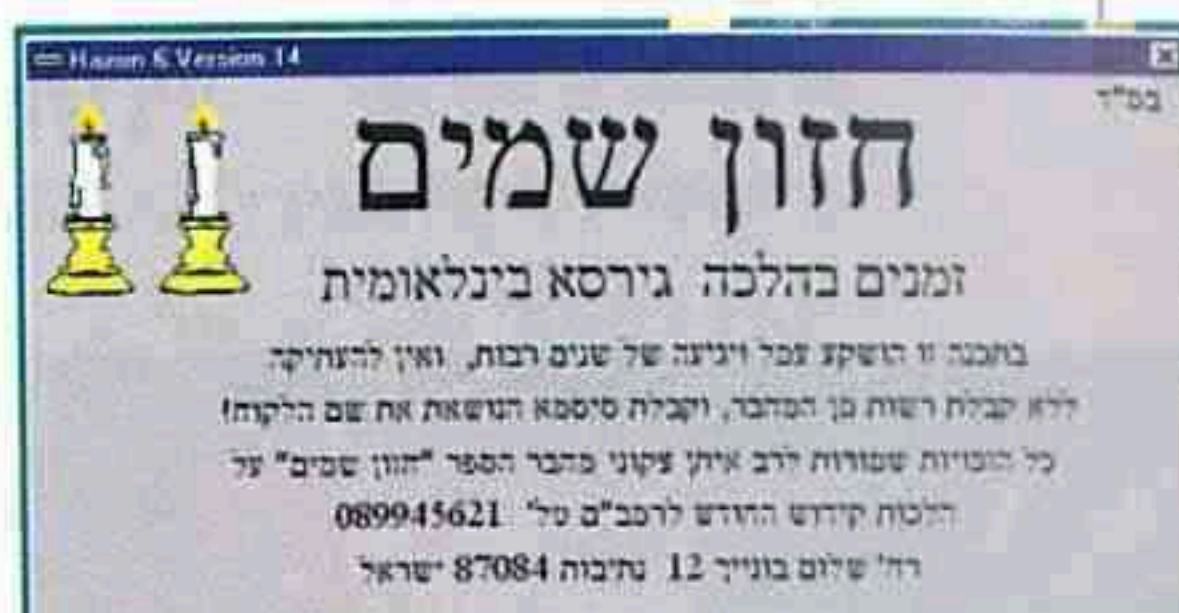 Hazon 6 Version 14
בס"ד
חזון שמים
זמנים בהלכה גירסא בינלאומית
בתכנה זו הושקע עמל ויגיעה של שנים רבות, ואין להעתיקה
ללא קבלת רשות מן המחבר, וקבלת סיסמא הנושאת את שם הלקוח!
כל הזכויות שמורות לרב איתן צקוני מחבר הספר "חזון שמים" על
הלכות קידוש החודש לרמב"ם טל' 089945621
רח' שלום בונייך 12 נתיבות 87084 ישראל